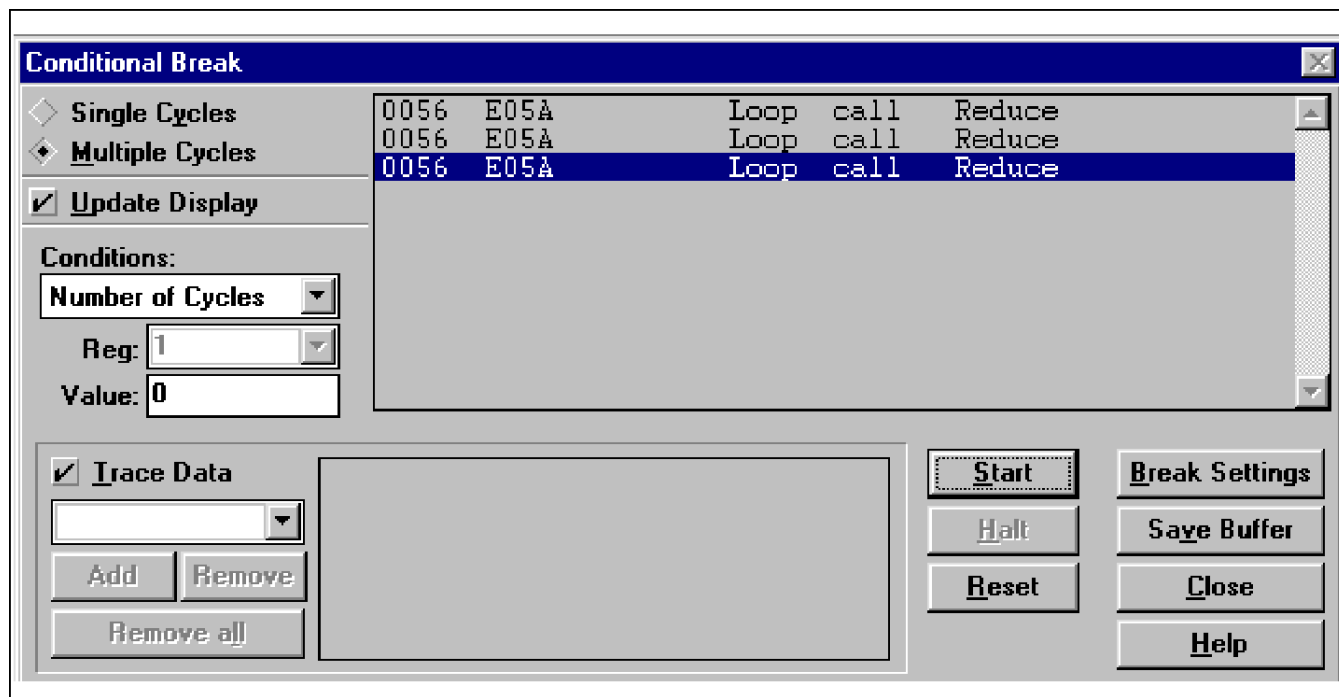 Conditional Break
Single Cycles
Multiple Cycles
Update Display
Conditions:
Number of Cycles
Reg: 1
Value: 0
0056 E05A Loop call Reduce
0056 E05A Loop call Reduce
0056 E05A Loop call Reduce
Trace Data
Add Remove
Remove all
Start
Halt
Reset
Break Settings
Save Buffer
Close
Help